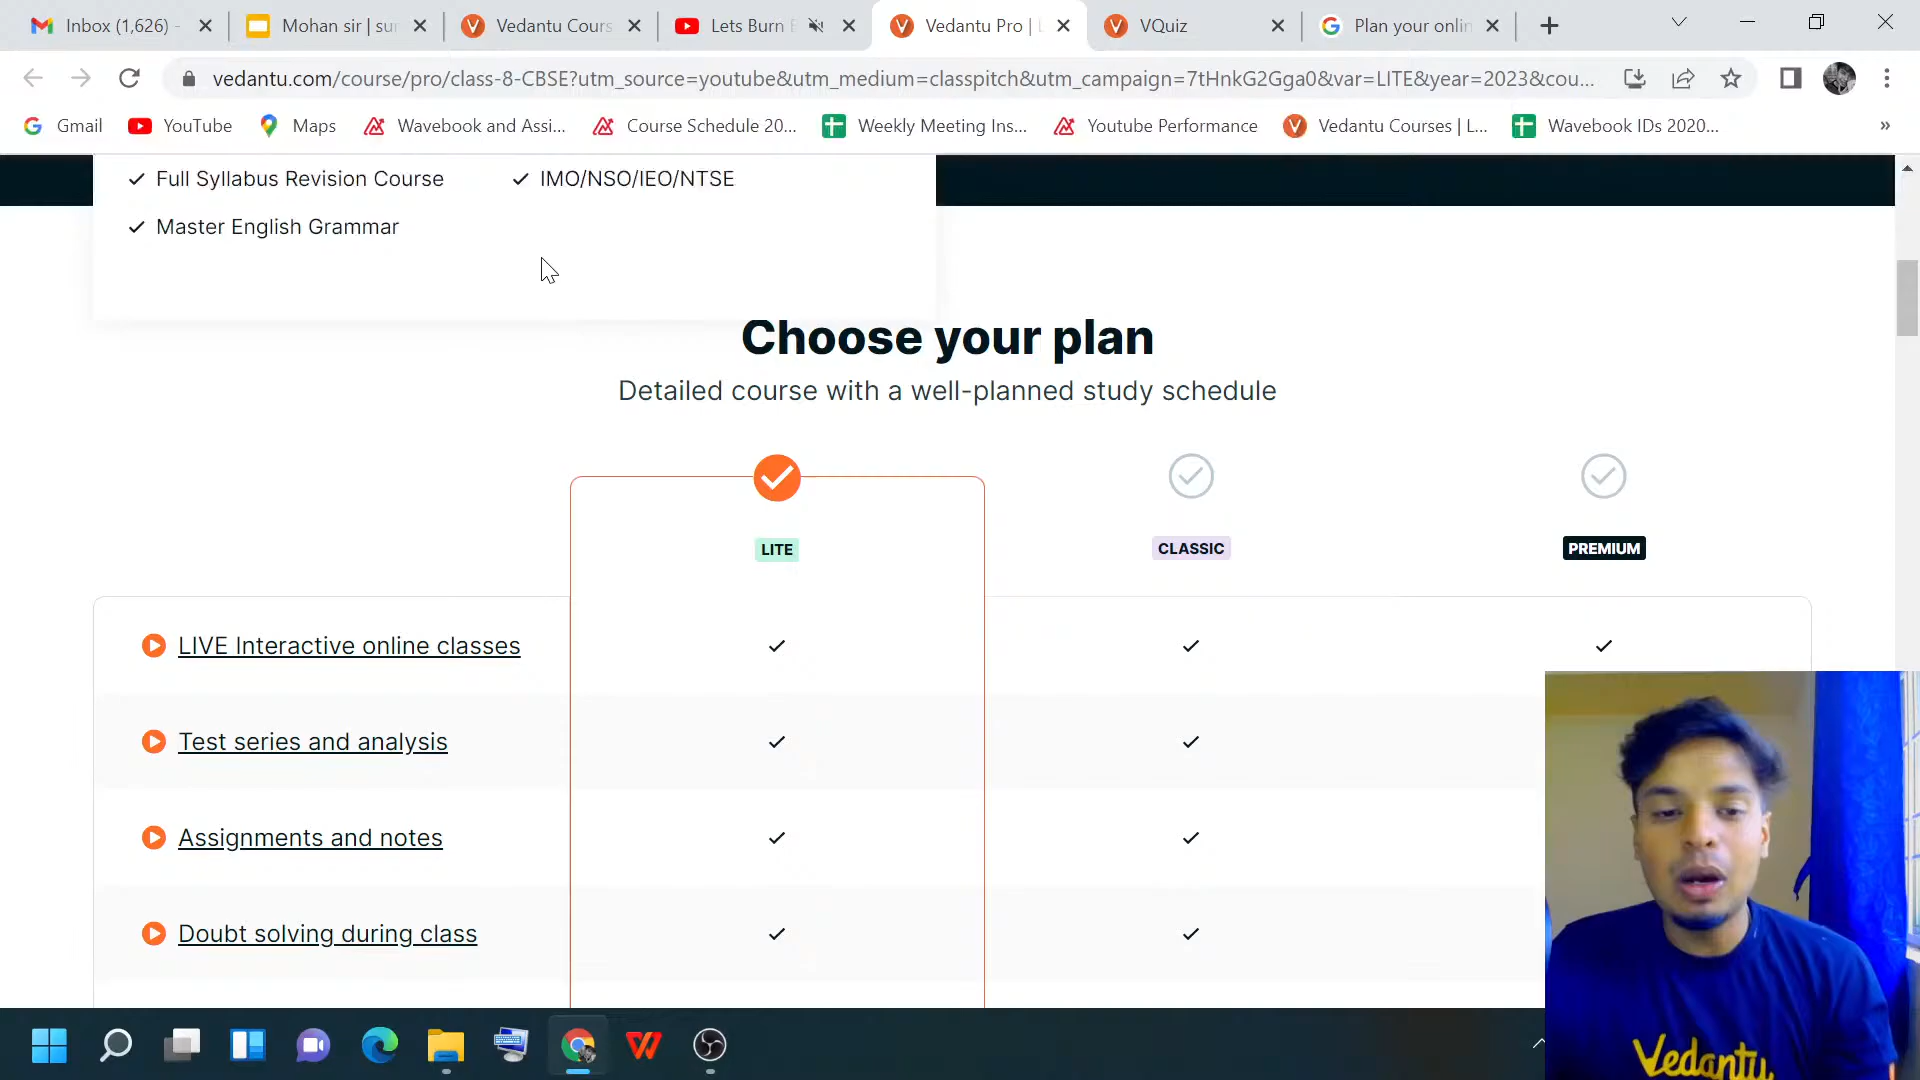 Inbox (1,626) -
Mohan sir | su
Vedantu Cours
Lets Burn
Vedantu Pro |
VQuiz
Plan your onlin
vedantu.com/course/pro/class-8-CBSE?utm_source=youtube&utm_medium=classpitch&utm_campaign=7tHnkG2Gga0&var=LITE&year=2023&cou...
Gmail
YouTube
Maps
Wavebook and Assi...
Course Schedule 20...
Weekly Meeting Ins...
Youtube Performance
Vedantu Courses | L...
Wavebook IDs 2020...
»
Full Syllabus Revision Course
IMO/NSO/IEO/NTSE
Master English Grammar
Choose your plan
Detailed course with a well-planned study schedule
LITE
CLASSIC
PREMIUM
LIVE Interactive online classes
Test series and analysis
Assignments and notes
Doubt solving during class
Vedantu